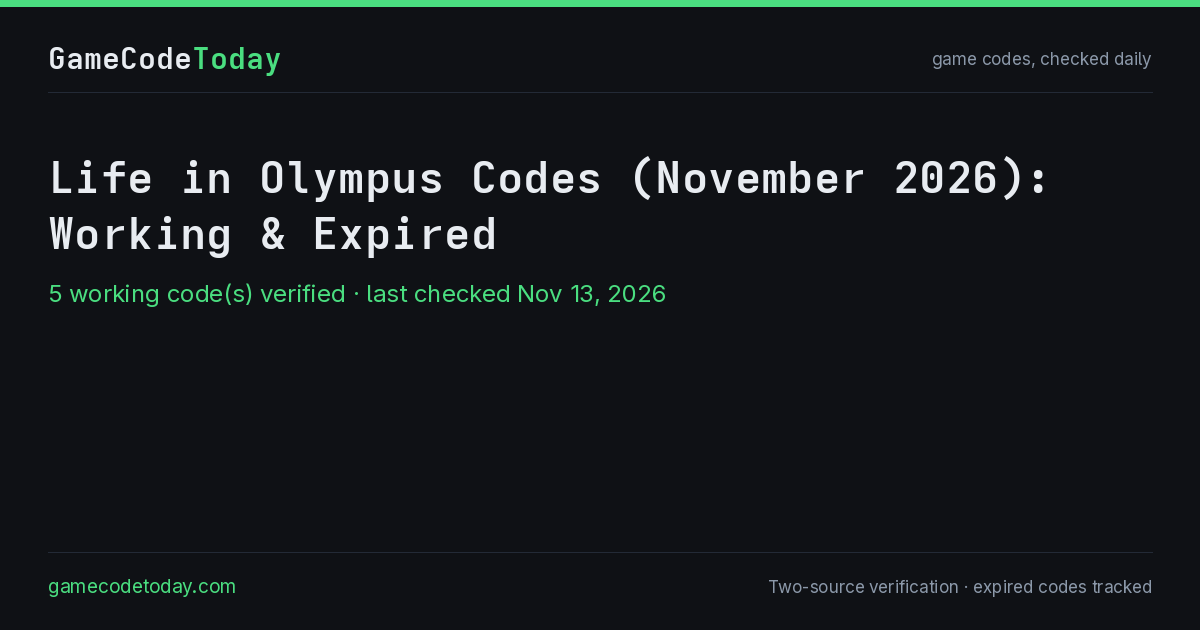 GameCodeToday
game codes, checked daily
Life in Olympus Codes (November 2026):
Working & Expired
5 working code(s) verified · last checked Nov 13, 2026
gamecodetoday.com
Two-source verification · expired codes tracked